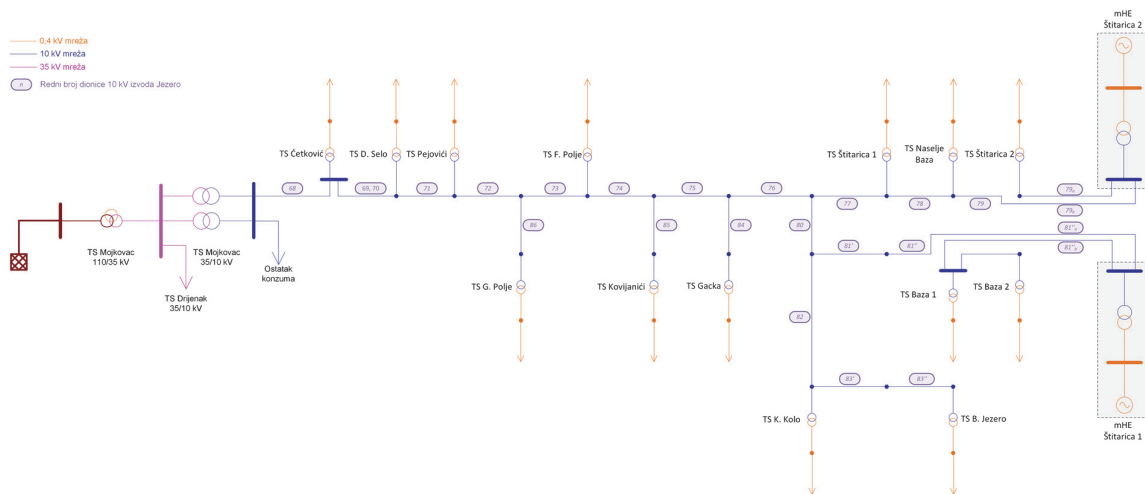 mHE
Štitarica 2
0,4 kV mreža
10 kV mreža
35 kV mreža
n Redni broj dionice 10 kV izvoda Jezero
TS Ćetković
TS D. Selo
TS Pejovići
TS F. Polje
TS Štitarica 1
TS Naselje
Baza
TS Štitarica 2
68
69, 70
71
72
73
74
75
76
77
78
79
79
79
86
85
84
80
81'
81''
81''
81''
TS Mojkovac
110/35 kV
TS Mojkovac
35/10 kV
Ostatak
konzuma
TS Drijenak
35/10 kV
TS G. Polje
TS Kovijanići
TS Gacka
TS Baza 1
TS Baza 2
82
83'
83''
TS K. Kolo
TS B. Jezero
mHE
Štitarica 1